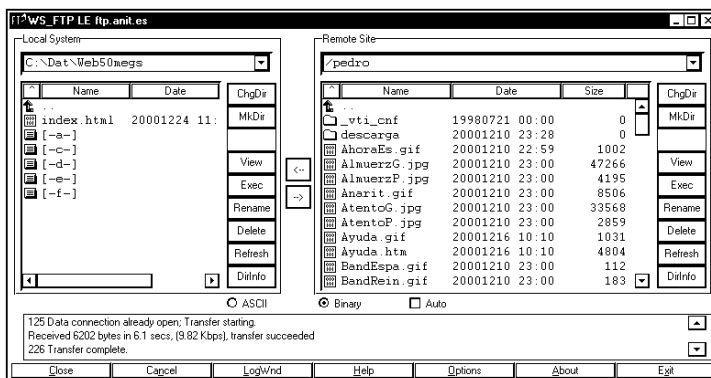 WS_FTP LE ftp.anit.es
Local System
C:\Dat\Web50megs
^ Name Date
..
index.html 20001224 11:
[-a-]
[-c-]
[-d-]
[-e-]
[-f-]
ChgDir
MkDir
View
Exec
Rename
Delete
Refresh
DirInfo
<--
-->
Remote Site
/pedro
^ Name Date Size
..
_vti_cnf 19980721 00:00 0
descarga 20001210 23:28 0
AhoraEs.gif 20001210 22:59 1002
AlmuerzG.jpg 20001210 23:00 47266
AlmuerzP.jpg 20001210 23:00 4195
Anarit.gif 20001210 23:00 8506
AtentoG.jpg 20001210 23:00 33568
AtentoP.jpg 20001210 23:00 2859
Ayuda.gif 20001216 10:10 1031
Ayuda.htm 20001216 10:10 4804
BandEspa.gif 20001210 23:00 112
BandRein.gif 20001210 23:00 183
ChgDir
MkDir
View
Exec
Rename
Delete
Refresh
DirInfo
ASCII Binary Auto
125 Data connection already open; Transfer starting.
Received 6202 bytes in 6.1 secs, (9.82 Kbps), transfer succeeded
226 Transfer complete.
Close Cancel LogWnd Help Options About Exit